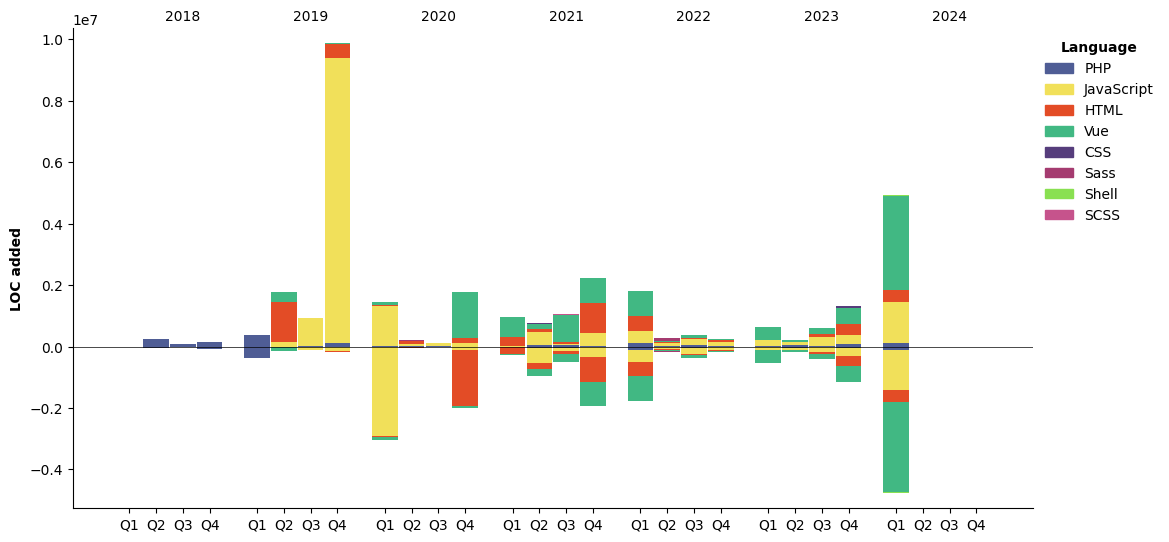 1e7
2018 2019 2020 2021 2022 2023 2024
Language
PHP
JavaScript
HTML
Vue
CSS
Sass
Shell
SCSS
LOC added
1.0
0.8
0.6
0.4
0.2
0.0
−0.2
−0.4
Q1 Q2 Q3 Q4 Q1 Q2 Q3 Q4 Q1 Q2 Q3 Q4 Q1 Q2 Q3 Q4 Q1 Q2 Q3 Q4 Q1 Q2 Q3 Q4 Q1 Q2 Q3 Q4